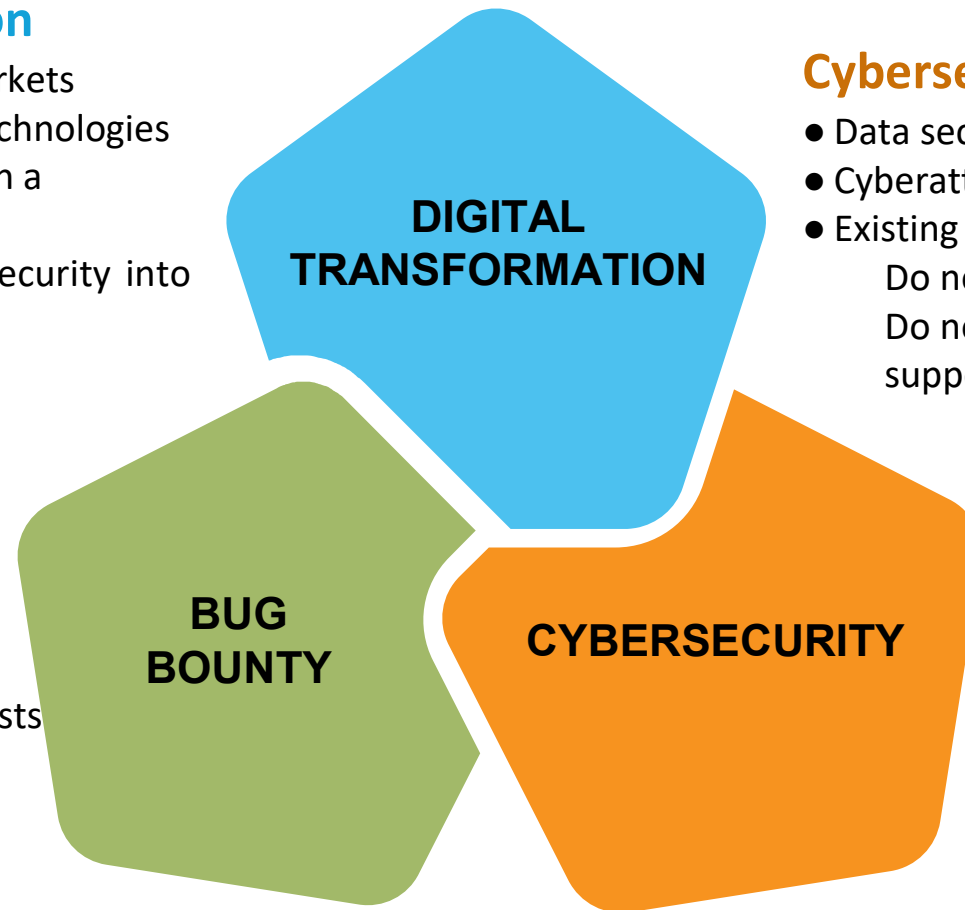 on
rkets
chnologies
n a
ecurity into
DIGITAL
TRANSFORMATION
Cyberse
● Data sec
● Cyberatt
● Existing
Do no
Do no
supp
BUG
BOUNTY
sts
CYBERSECURITY